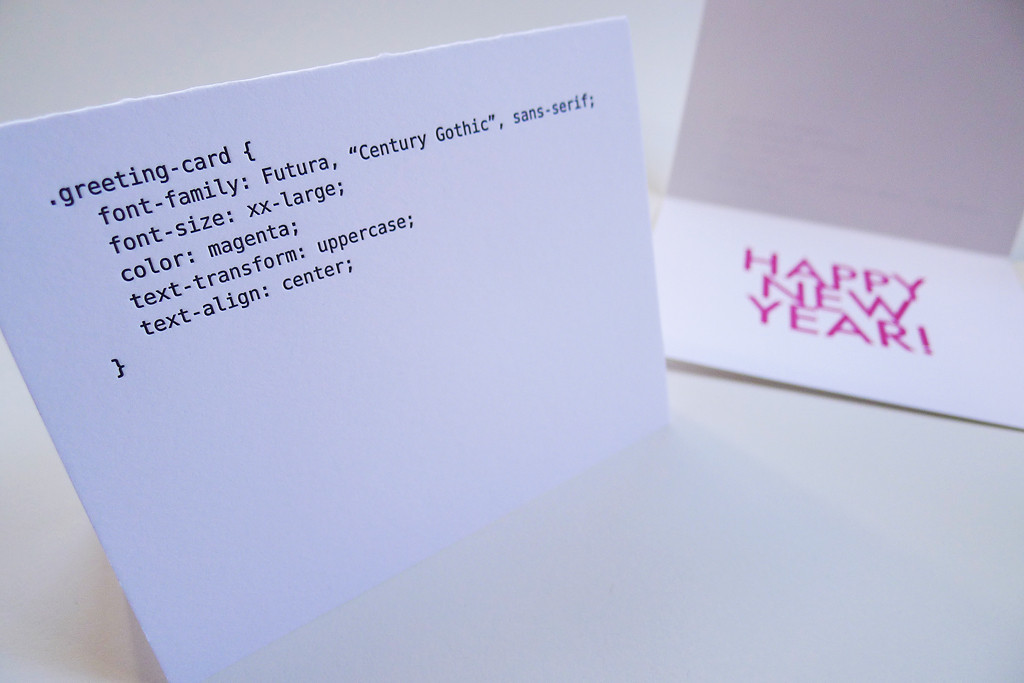 .greeting-card {
font-family: Futura, “Century Gothic”, sans-serif;
font-size: xx-large;
color: magenta;
text-transform: uppercase;
text-align: center;
}
HAPPY
NEW
YEAR!